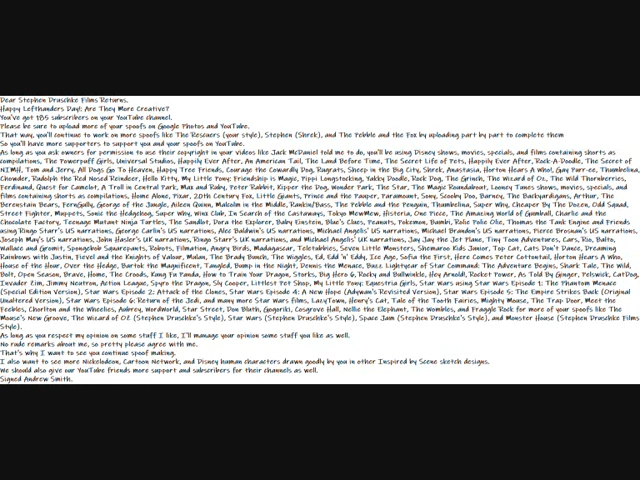 Dear Stephen Druschke Films Returns.
Happy Lefthanders Day!: Are They More Creative?
You've got 985 subscribers on your YouTube channel.
Please be sure to upload more of your spoofs on Google Photos and YouTube.
That way, you'll continue to work on more spoofs like The Rescuers (your style), Stephen (Shrek), and The Pebble and the Fox by uploading part by part to complete them
So you'll have more supporters to support you and your spoofs on YouTube.
As long as you ask owners for permission to use their copyright in your videos like Jack McDaniel told me to do, you'll be using Disney shows, movies, specials, and films containing shorts as
compilations, The Powerpuff Girls, Universal Studios, Happily Ever After, An American Tail, The Land Before Time, The Secret Life of Pets, Happily Ever After, Rock-A-Doodle, The Secret of
NIMH, Tom and Jerry, All Dogs Go To Heaven, Happy Tree Friends, Courage the Cowardly Dog, Rugrats, Sheep in the Big City, Shrek, Anastasia, Horton Hears A Who!, Gay Purr-ee, Thumbelina,
Chowder, Rudolph the Red Nosed Reindeer, Hello Kitty, My Little Pony: Friendship is Magic, Pippi Longstocking, Yakky Doodle, Rock Dog, The Grinch, The Wizard of Oz, The Wild Thornberries,
Ferdinand, Quest for Camelot, A Troll in Central Park, Max and Ruby, Peter Rabbit, Kipper the Dog, Wonder Park, The Star, The Magic Roundabout, Looney Tunes shows, movies, specials, and
films containing shorts as compilations, Home Alone, Pixar, 20th Century Fox, Little Giants, Prince and the Pauper, Paramount, Sony, Scooby Doo, Barney, The Backyardigans, Arthur, The
Berenstain Bears, FernGully, George of the Jungle, Aileen Quinn, Malcolm in the Middle, Rankin/Bass, The Pebble and the Penguin, Thumbelina, Super Why, Cheaper By The Dozen, Odd Squad,
Street Fighter, Muppets, Sonic the Hedgehog, Super Why, Winx Club, In Search of the Castaways, Tokyo MewMew, Histeria, One Piece, The Amazing World of Gumball, Charlie and the
Chocolate Factory, Teenage Mutant Ninja Turtles, The Sandlot, Dora the Explorer, Baby Einstein, Blue's Clues, Peanuts, Pokemon, Bambi, Rolie Polie Olie, Thomas the Tank Engine and Friends
using Ringo Starr's US narrations, George Carlin's US narrations, Alec Baldwin's US narrations, Michael Angelis' US narrations, Michael Brandon's US narrations, Pierce Brosnan's US narrations,
Joseph May's US narrations, John Hasler's UK narrations, Ringo Starr's UK narrations, and Michael Angelis' UK narrations, Jay Jay the Jet Plane, Tiny Toon Adventures, Cars, Rio, Balto,
Wallace and Gromit, Spongebob Squarepants, Robots, Filmation, Angry Birds, Madagascar, Teletubbies, Seven Little Monsters, Shemaroo Kids Junior, Top Cat, Cats Don't Dance, Dreaming
Rainbows with Justin, Fievel and the Knights of Valour, Mulan, The Brady Bunch, The Wiggles, Ed, Edd 'n' Eddy, Ice Age, Sofia the First, Here Comes Peter Cottontail, Horton Hears A Who,
House of the Hour, Over the Hedge, Bartok the Magnificent, Tangled, Bump in the Night, Dennis the Menace, Buzz Lightyear of Star Command: The Adventure Begins, Shark Tale, The Wild,
Bolt, Open Season, Brave, Home, The Croods, Kung Fu Panda, How to Train Your Dragon, Storks, Big Hero 6, Rocky and Bullwinkle, Hey Arnold, Rocket Power, As Told By Ginger, Pelswick, CatDog,
Invader Zim, Jimmy Neutron, Action League, Spyro the Dragon, Sly Cooper, Littlest Pet Shop, My Little Pony: Equestria Girls, Star Wars using Star Wars Episode 1: The Phantom Menace
(Special Edition Version), Star Wars Episode 2: Attack of the Clones, Star Wars Episode 4: A New Hope (Adywan's Revisited Version), Star Wars Episode 5: The Empire Strikes Back (Original
Unaltered Version), Star Wars Episode 6: Return of the Jedi, and many more Star Wars films, LazyTown, Henry's Cat, Tale of the Tooth Fairies, Mighty Mouse, The Trap Door, Meet the
Feebles, Chorlton and the Wheelies, Aubrey, WordWorld, Star Street, Don Bluth, Gogoriki, Cosgrove Hall, Nellie the Elephant, The Wombles, and Fraggle Rock for more of your spoofs like The
Mouse's New Groove, The Wizard of OZ (Stephen Druschke's Style), Star Wars (Stephen Druschke's Style), Space Jam (Stephen Druschke's Style), and Monster House (Stephen Druschke Films
Style).
As long as you respect my opinion on some stuff I like, I'll manage your opinion some stuff you like as well.
No rude remarks about me, so pretty please agree with me.
That's why I want to see you continue spoof making.
I also want to see more Nickelodeon, Cartoon Network, and Disney human characters drawn goodly by you in other Inspired by Scene sketch designs.
We should also give our YouTube friends more support and subscribers for their channels as well.
Signed Andrew Smith.